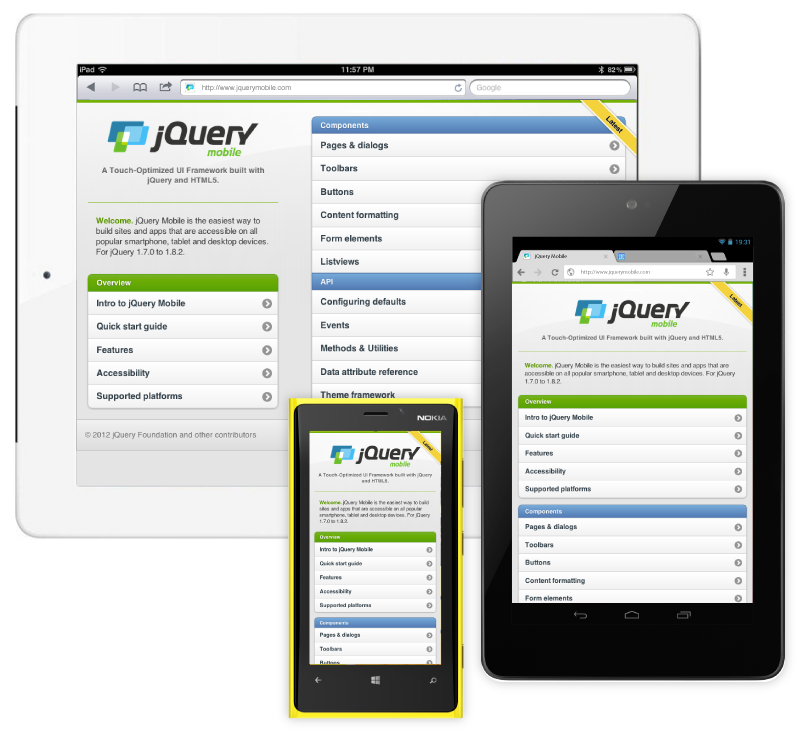 iPad
11:57 PM
82%
http://www.jquerymobile.com
Google
Latest
jQuery
mobile
A Touch-Optimized UI Framework built with
jQuery and HTML5.
Welcome. jQuery Mobile is the easiest way to
build sites and apps that are accessible on all
popular smartphone, tablet and desktop devices.
For jQuery 1.7.0 to 1.8.2.
Overview
Intro to jQuery Mobile
Quick start guide
Features
Accessibility
Supported platforms
Components
Pages & dialogs
Toolbars
Buttons
Content formatting
Form elements
Listviews
API
Configuring defaults
Events
Methods & Utilities
Data attribute reference
Theme framework
© 2012 jQuery Foundation and other contributors
NOKIA
Latest
jQuery
mobile
A Touch-Optimized UI Framework built with jQuery
and HTML5.
Welcome. jQuery Mobile is the easiest way to build
sites and apps that are accessible on all popular
smartphone, tablet and desktop devices. For jQuery
1.7.0 to 1.8.2.
Overview
Intro to jQuery Mobile
Quick start guide
Features
Accessibility
Supported platforms
Components
Pages & dialogs
Toolbars
Buttons
19:31
jQuery Mobile
http://www.jquerymobile.com
Latest
jQuery
mobile
A Touch-Optimized UI Framework built with jQuery and HTML5.
Welcome. jQuery Mobile is the easiest way to build sites and apps that are
accessible on all popular smartphone, tablet and desktop devices. For jQuery
1.7.0 to 1.8.2.
Overview
Intro to jQuery Mobile
Quick start guide
Features
Accessibility
Supported platforms
Components
Pages & dialogs
Toolbars
Buttons
Content formatting
Form elements